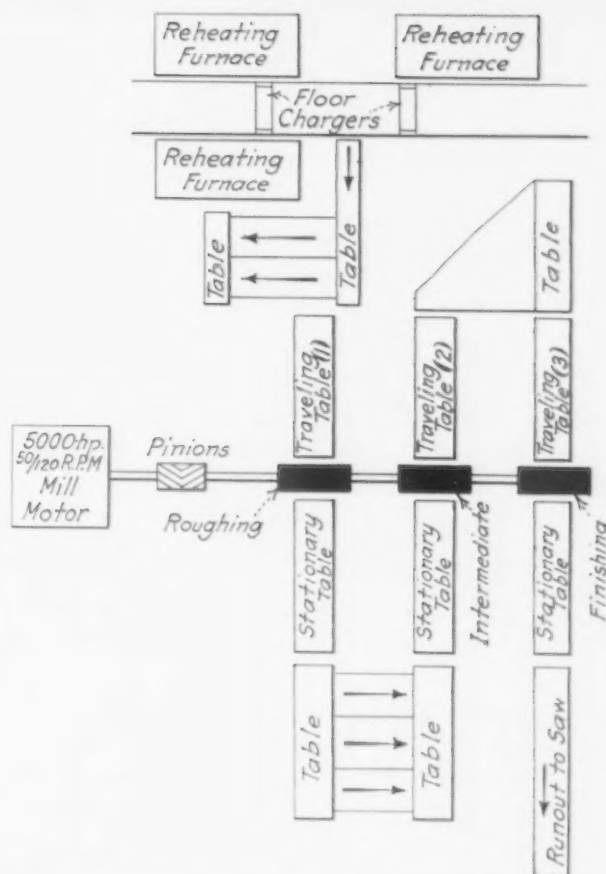 Reheating
Furnace
Reheating
Furnace
Floor
Chargers
Reheating
Furnace
Table
Table
Table
Traveling
Table (1)
Traveling
Table (2)
Traveling
Table (3)
5000hp.
50/120 R.P.M
Mill
Motor
Pinions
Roughing
Intermediate
Finishing
Stationary
Table
Stationary
Table
Stationary
Table
Table
Table
Runout to Saw